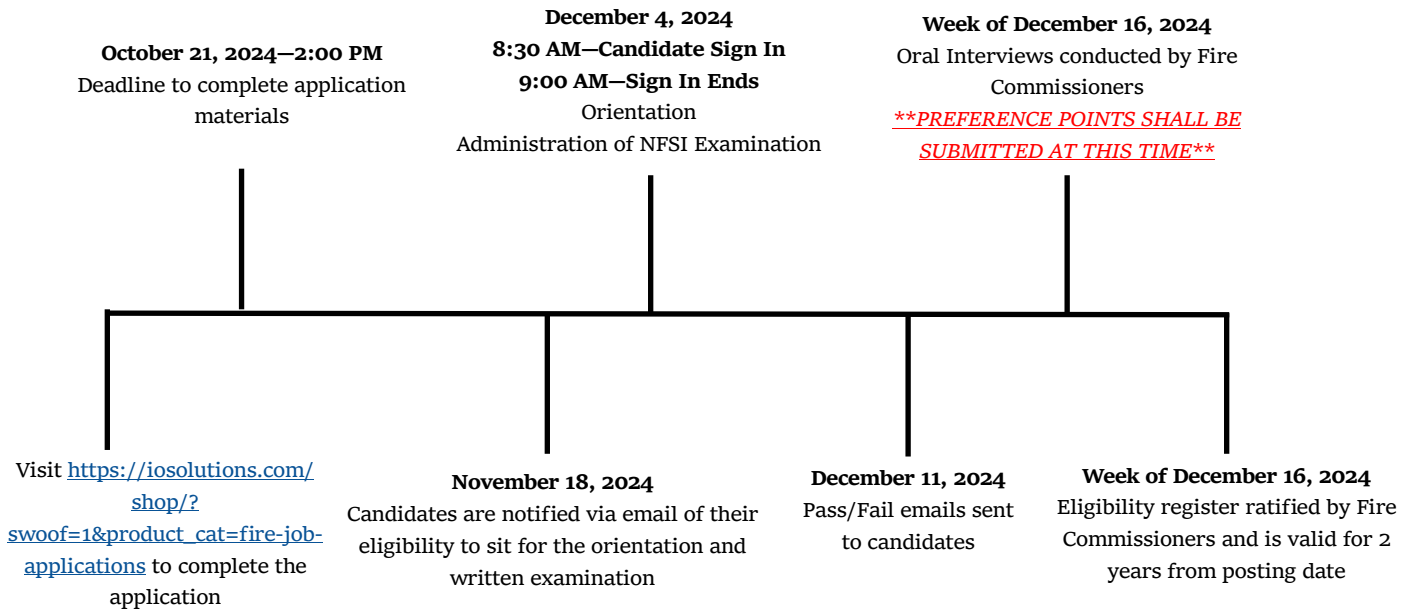 October 21, 2024—2:00 PM
Deadline to complete application
materials
December 4, 2024
8:30 AM—Candidate Sign In
9:00 AM—Sign In Ends
Orientation
Administration of NFSI Examination
Week of December 16, 2024
Oral Interviews conducted by Fire
Commissioners
**PREFERENCE POINTS SHALL BE
SUBMITTED AT THIS TIME**
Visit https://iosolutions.com/
shop/?
swoof=1&product_cat=fire-job-
applications to complete the
application
November 18, 2024
Candidates are notified via email of their
eligibility to sit for the orientation and
written examination
December 11, 2024
Pass/Fail emails sent
to candidates
Week of December 16, 2024
Eligibility register ratified by Fire
Commissioners and is valid for 2
years from posting date